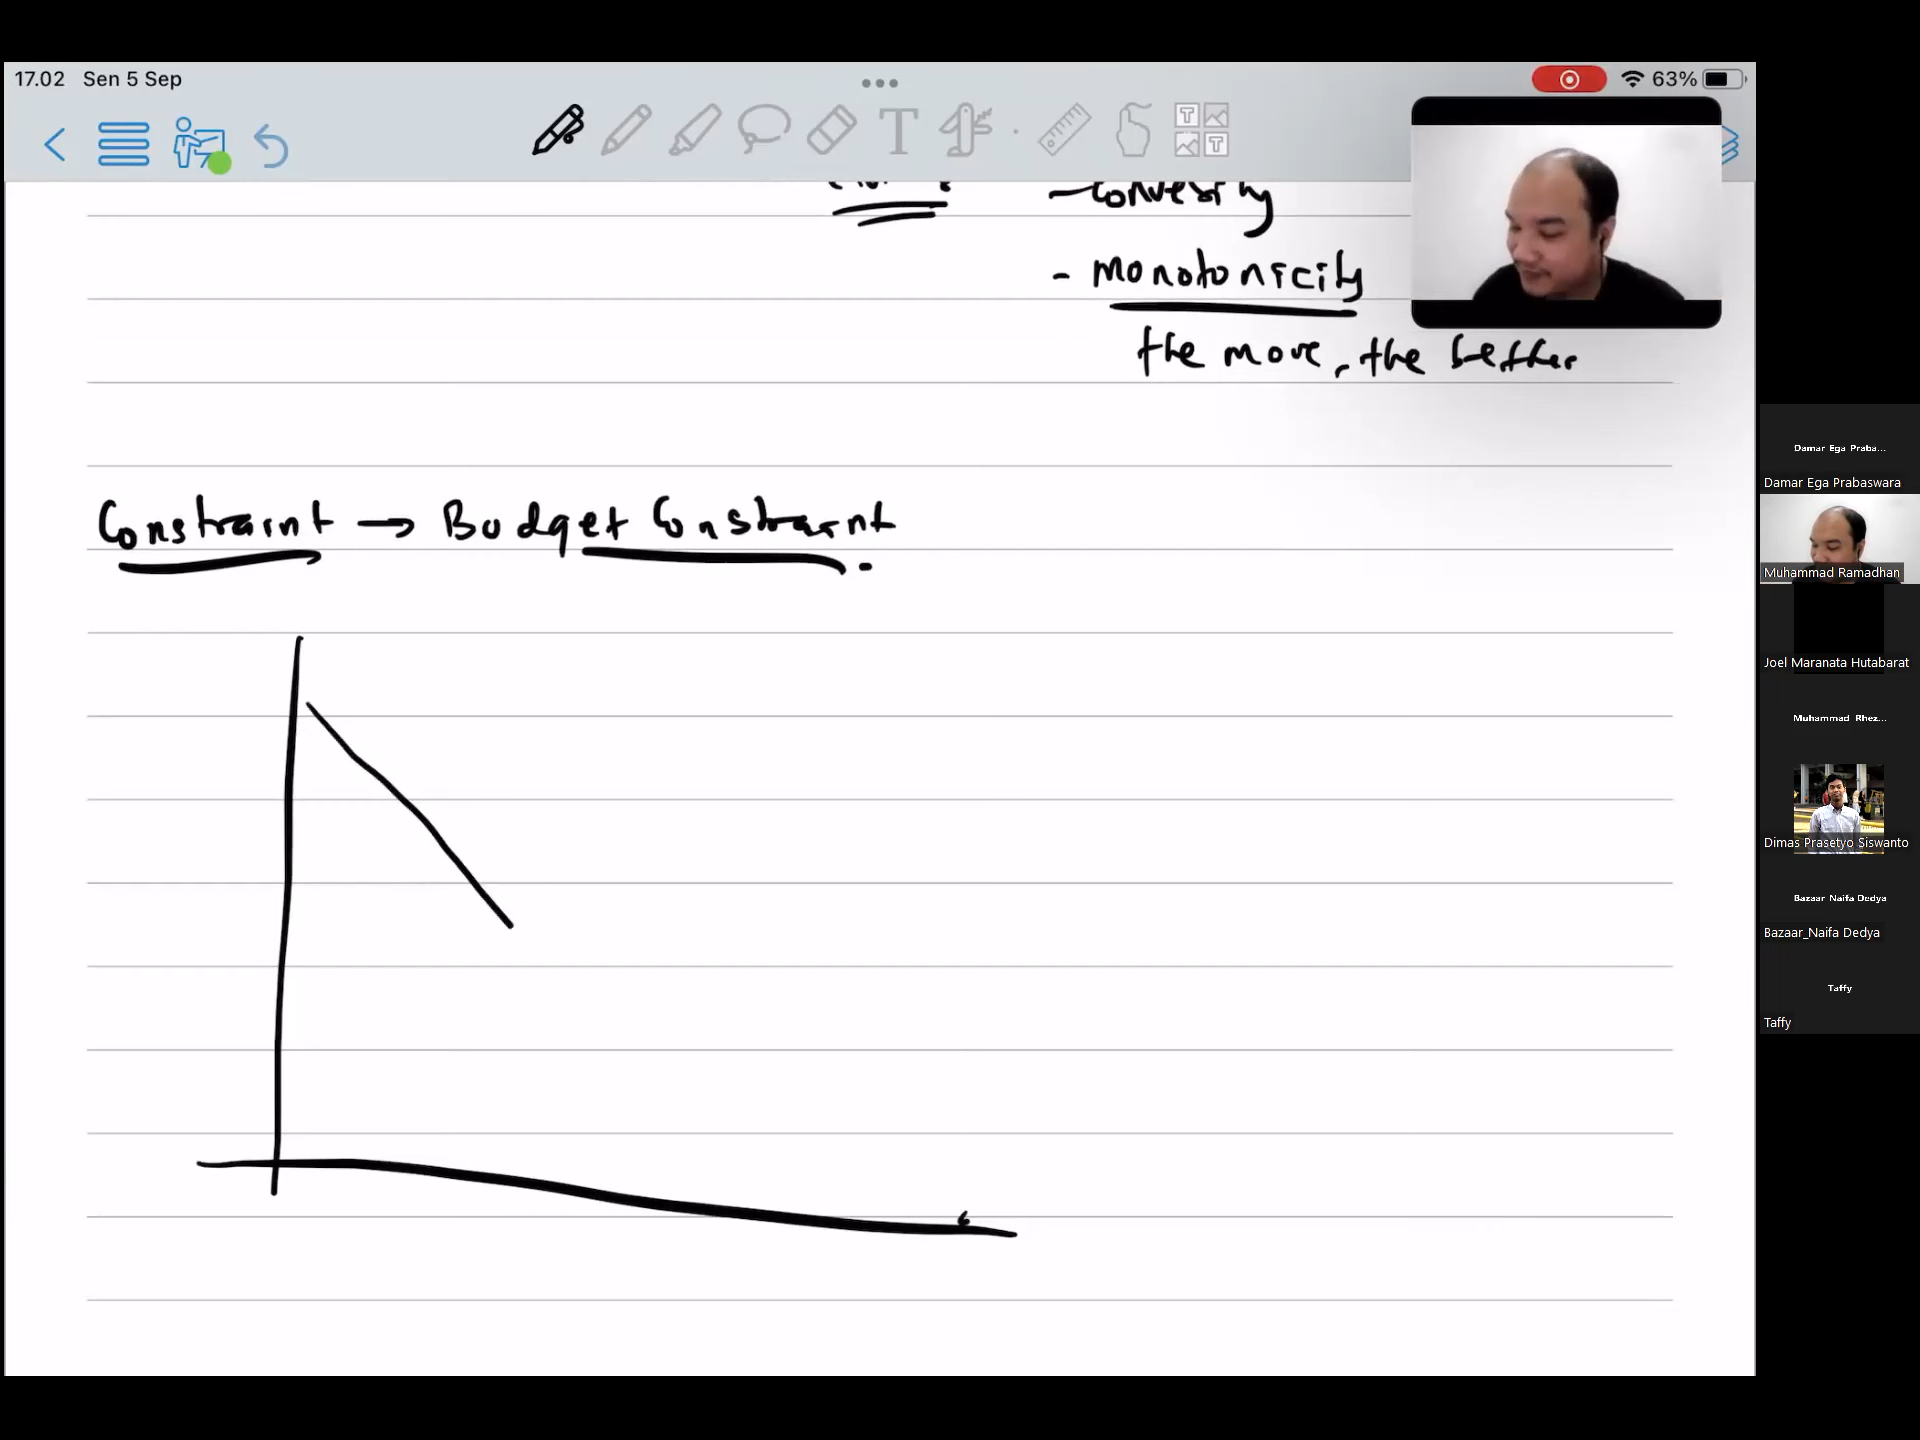 17.02 Sen 5 Sep
63%
T
- Convexity
- Monotonicity
the more, the better
Constraint → Budget Constraint.
Damar Ega Praba...
Damar Ega Prabaswara
Muhammad Ramadhan
Joel Maranata Hutabarat
Muhammad Rhez...
Dimas Prasetyo Siswanto
Bazaar Naifa Dedya
Bazaar_Naifa Dedya
Taffy
Taffy